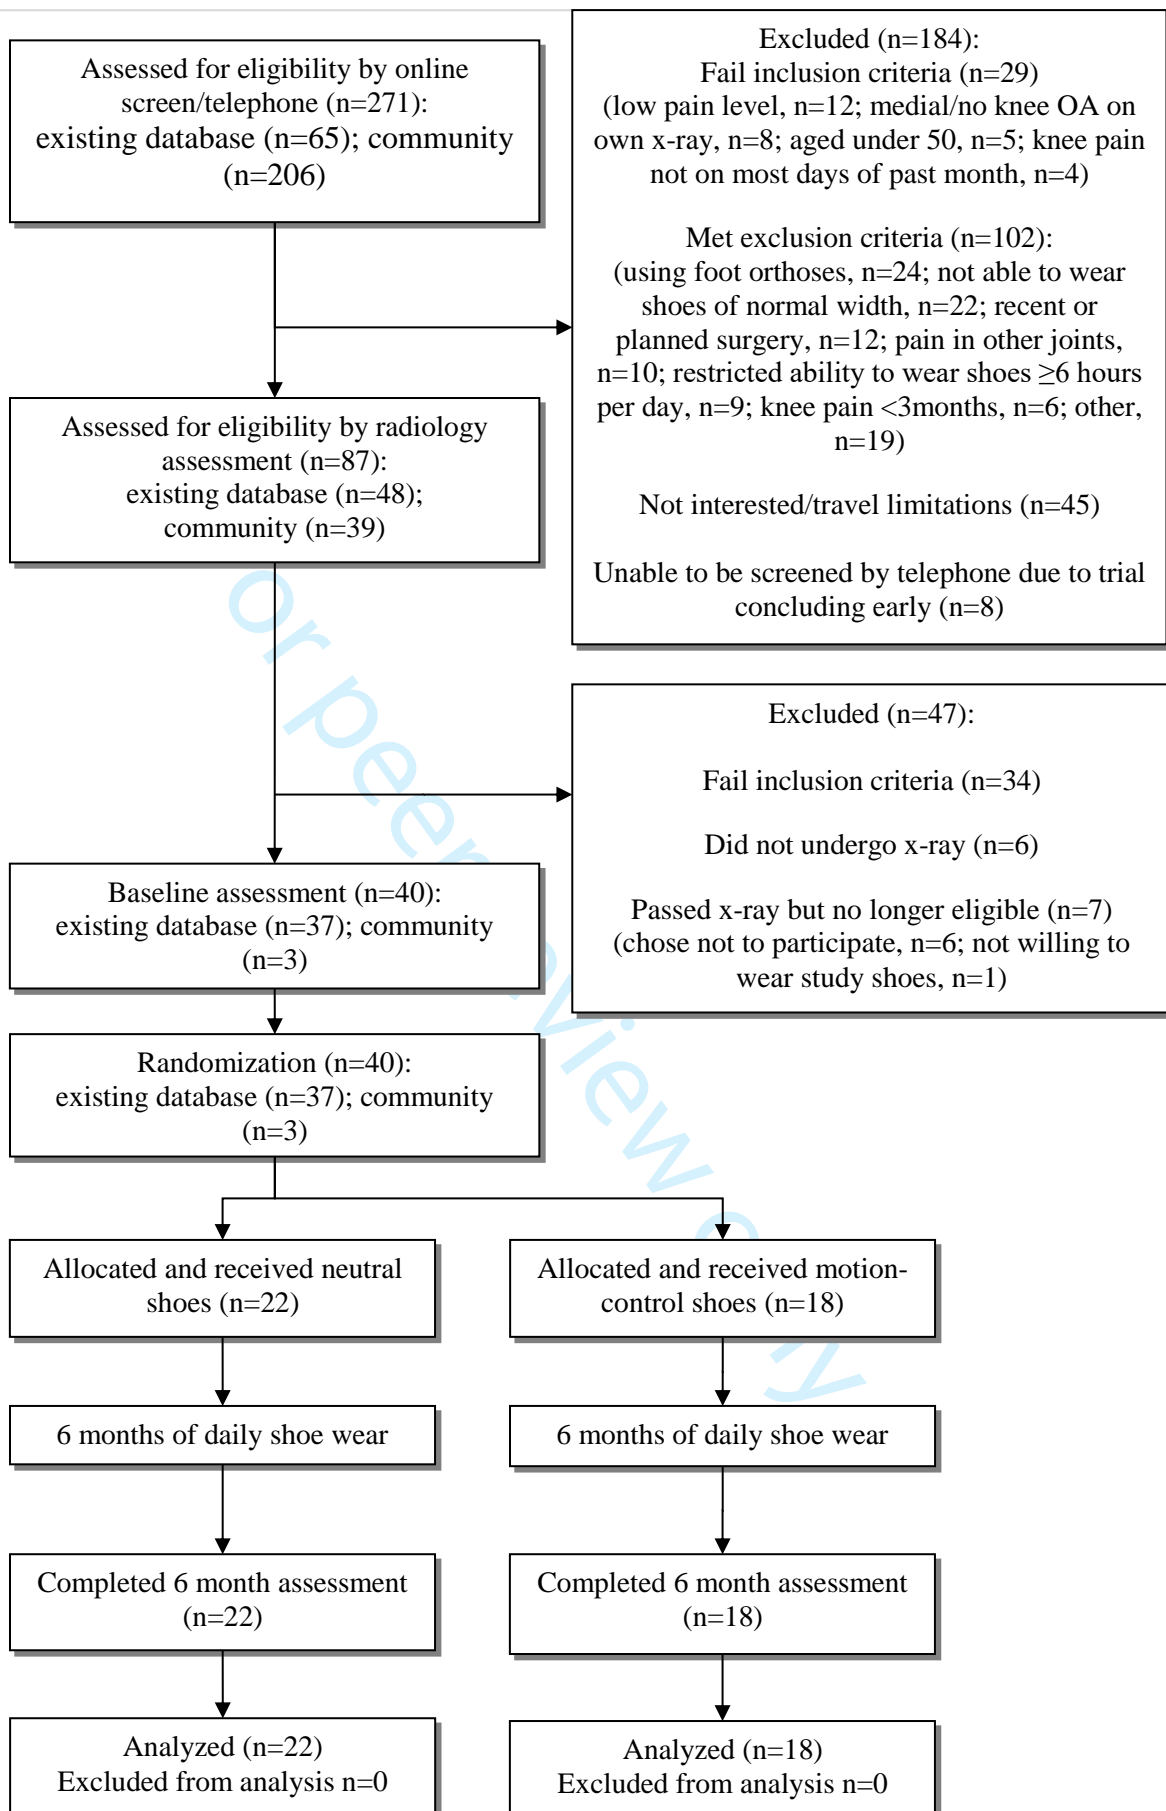 Assessed for eligibility by online
screen/telephone (n=271):
existing database (n=65); community
(n=206)
Excluded (n=184):
Fail inclusion criteria (n=29)
(low pain level, n=12; medial/no knee OA on
own x-ray, n=8; aged under 50, n=5; knee pain
not on most days of past month, n=4)
Met exclusion criteria (n=102):
(using foot orthoses, n=24; not able to wear
shoes of normal width, n=22; recent or
planned surgery, n=12; pain in other joints,
n=10; restricted ability to wear shoes ≥6 hours
per day, n=9; knee pain <3months, n=6; other,
n=19)
Not interested/travel limitations (n=45)
Unable to be screened by telephone due to trial
concluding early (n=8)
Assessed for eligibility by radiology
assessment (n=87):
existing database (n=48);
community (n=39)
Excluded (n=47):
Fail inclusion criteria (n=34)
Did not undergo x-ray (n=6)
Passed x-ray but no longer eligible (n=7)
(chose not to participate, n=6; not willing to
wear study shoes, n=1)
Baseline assessment (n=40):
existing database (n=37); community
(n=3)
Randomization (n=40):
existing database (n=37); community
(n=3)
Allocated and received neutral
shoes (n=22)
Allocated and received motion-
control shoes (n=18)
6 months of daily shoe wear
6 months of daily shoe wear
Completed 6 month assessment
(n=22)
Completed 6 month assessment
(n=18)
Analyzed (n=22)
Excluded from analysis n=0
Analyzed (n=18)
Excluded from analysis n=0